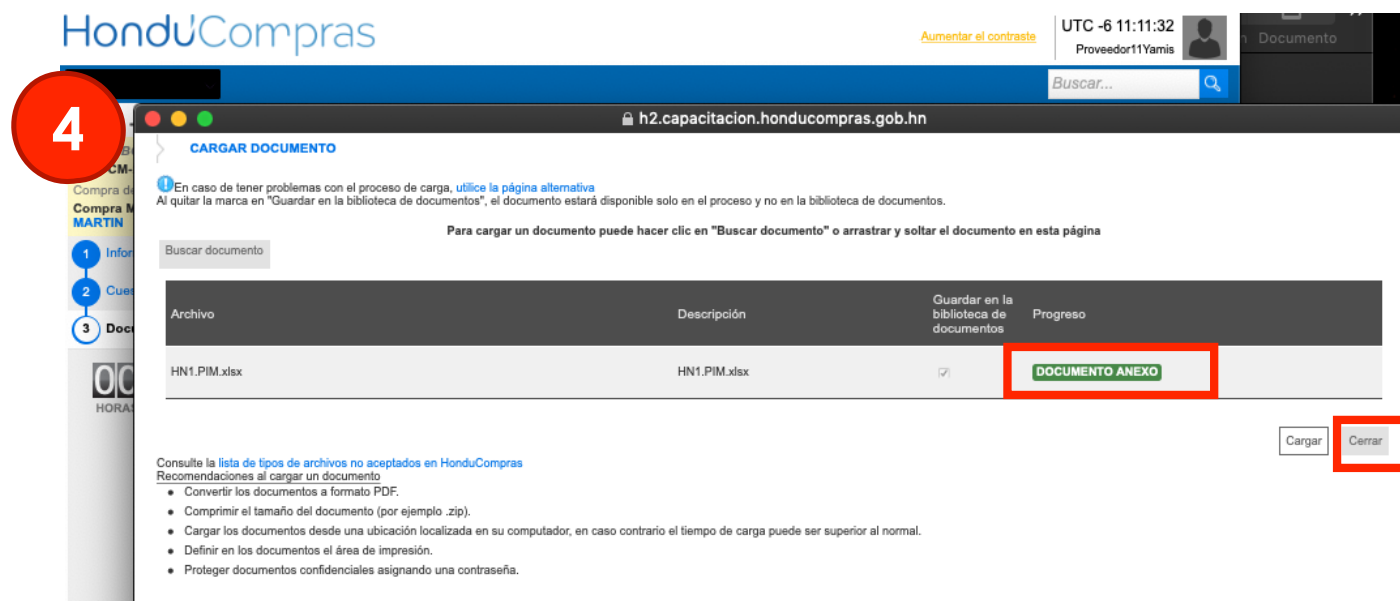 HonduCompras
Aumentar el contraste
UTC -6 11:11:32
Proveedor11Yamis
Documento
Buscar...
4
h2.capacitacion.honducompras.gob.hn
CARGAR DOCUMENTO
CM-
En caso de tener problemas con el proceso de carga, utilice la página alternativa
Compra
Al quitar la marca en "Guardar en la biblioteca de documentos", el documento estará disponible solo en el proceso y no en la biblioteca de documentos.
Compra M
MARTIN
Para cargar un documento puede hacer clic en "Buscar documento" o arrastrar y soltar el documento en esta página
1 Infor
Buscar documento
2 Cue
3 Doc
Archivo Descripción Guardar en la biblioteca de documentos Progreso
HN1.PIM.xlsx HN1.PIM.xlsx DOCUMENTO ANEXO
HORAS
Cargar Cerrar
Consulte la lista de tipos de archivos no aceptados en HonduCompras
Recomendaciones al cargar un documento
Convertir los documentos a formato PDF.
Comprimir el tamaño del documento (por ejemplo .zip).
Cargar los documentos desde una ubicación localizada en su computador, en caso contrario el tiempo de carga puede ser superior al normal.
Definir en los documentos el área de impresión.
Proteger documentos confidenciales asignando una contraseña.